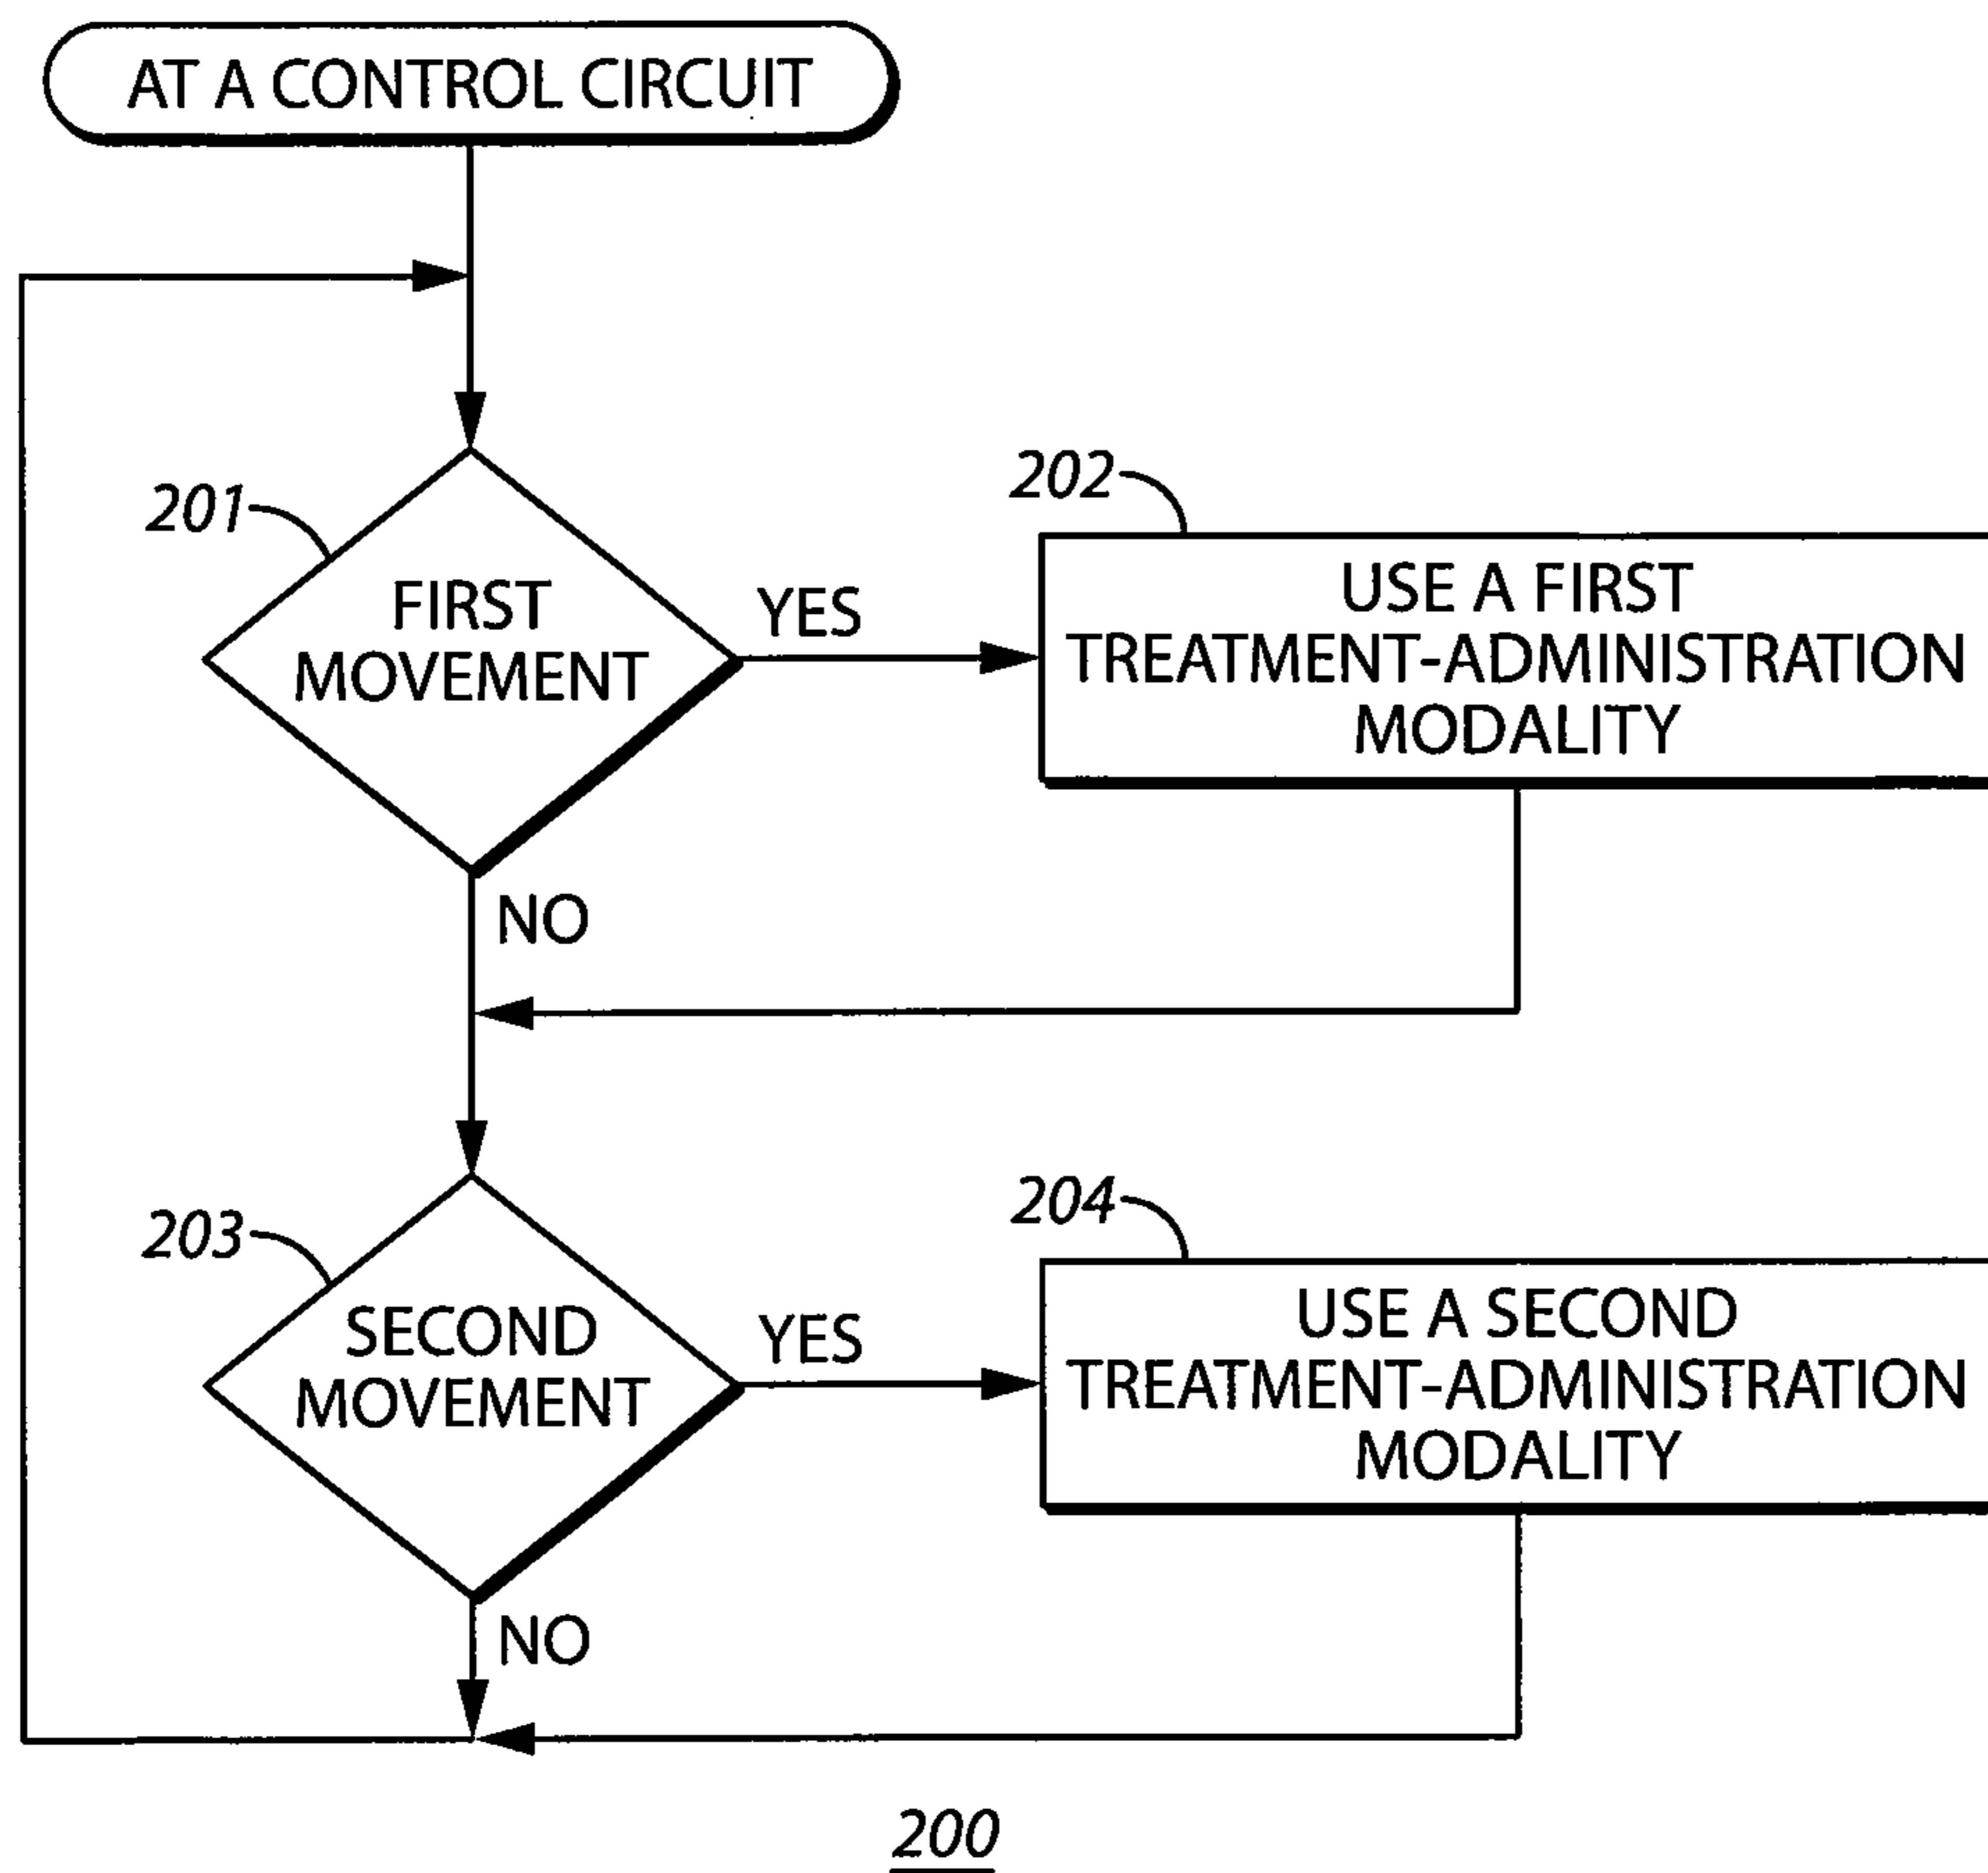 AT A CONTROL CIRCUIT
201
FIRST
MOVEMENT
YES
NO
202
USE A FIRST
TREATMENT-ADMINISTRATION
MODALITY
203
SECOND
MOVEMENT
YES
NO
204
USE A SECOND
TREATMENT-ADMINISTRATION
MODALITY
200